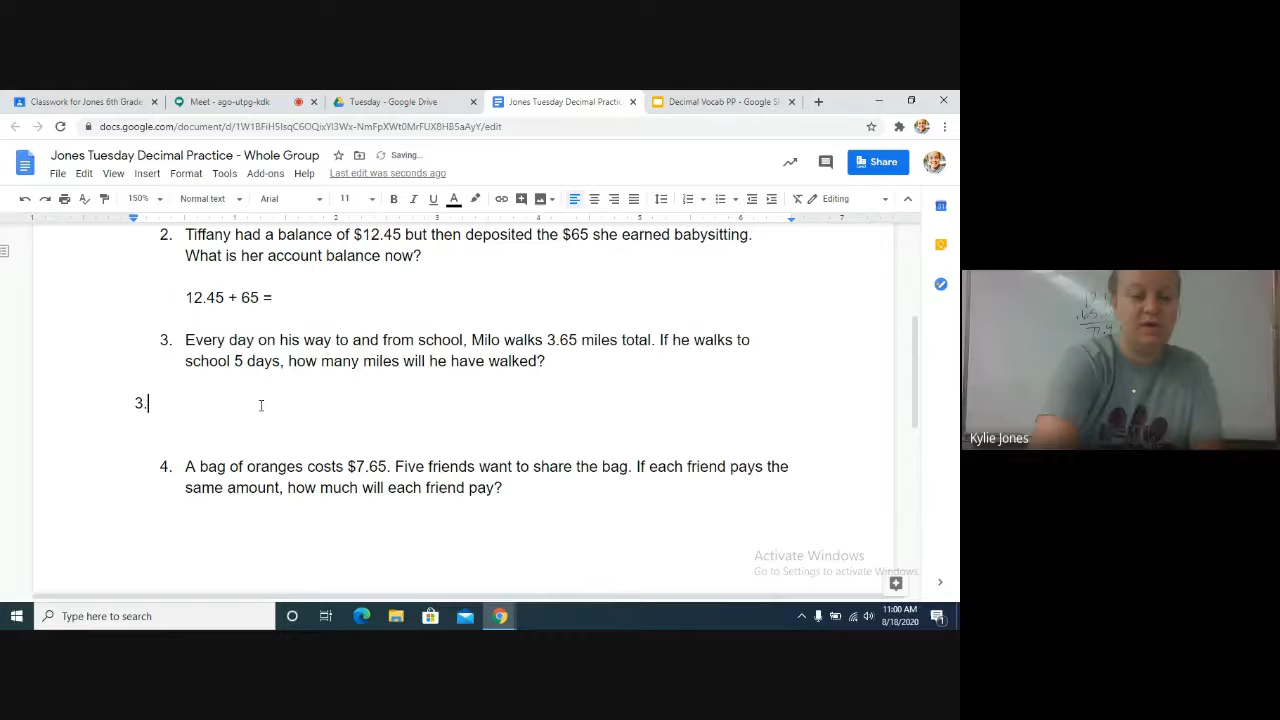 Classwork for Jones 6th Grade
Meet - ago-utpg-kdk
Tuesday - Google Drive
Jones Tuesday Decimal Practic
Decimal Vocab PP - Google Sl
docs.google.com/document/d/
Jones Tuesday Decimal Practice - Whole Group
Saving...
File Edit View Insert Format Tools Add-ons Help
Last edit was seconds ago
Share
150%
Normal text
Arial
11
Editing
1 1 2 3 4 5 6 7
2. Tiffany had a balance of $12.45 but then deposited the $65 she earned babysitting.
What is her account balance now?
12.45 + 65 =
3. Every day on his way to and from school, Milo walks 3.65 miles total. If he walks to
school 5 days, how many miles will he have walked?
3.
4. A bag of oranges costs $7.65. Five friends want to share the bag. If each friend pays the
same amount, how much will each friend pay?
Activate Windows
Go to Settings to activate Windows.
Type here to search
11:00 AM
8/18/2020
Kylie Jones